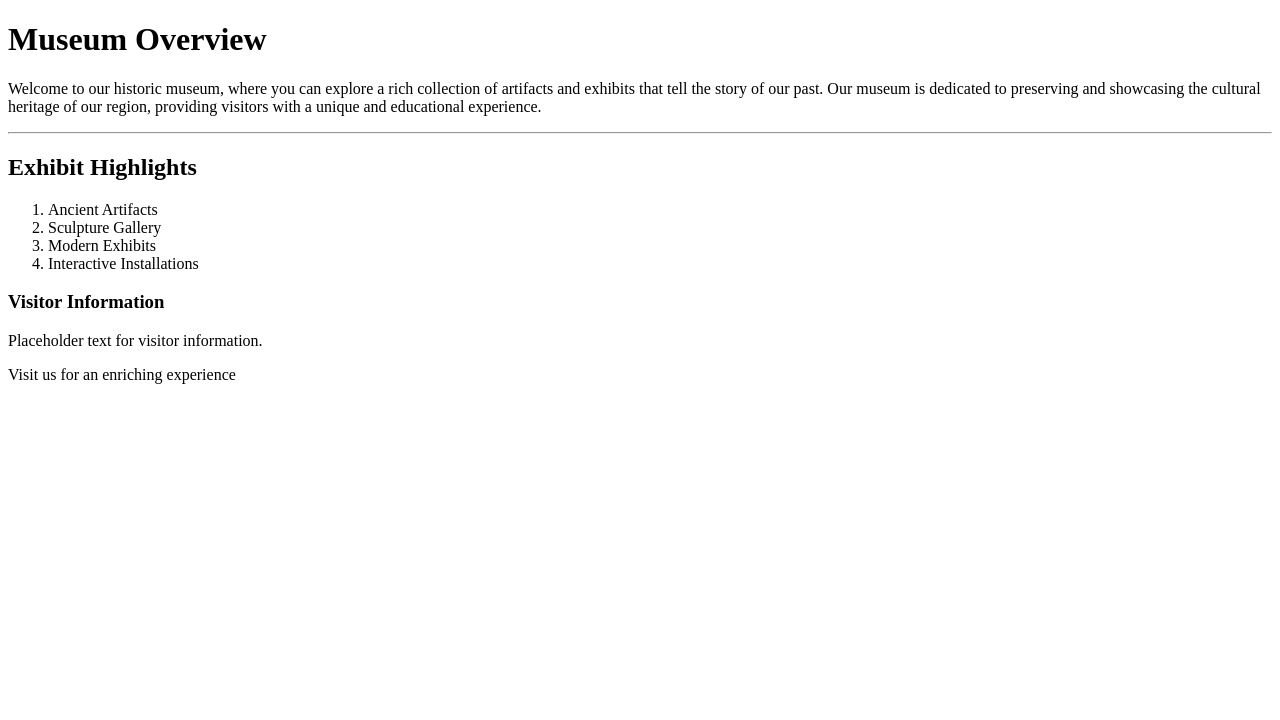 Museum Overview
Welcome to our historic museum, where you can explore a rich collection of artifacts and exhibits that tell the story of our past. Our museum is dedicated to preserving and showcasing the cultural
heritage of our region, providing visitors with a unique and educational experience.
Exhibit Highlights
1. Ancient Artifacts
2. Sculpture Gallery
3. Modern Exhibits
4. Interactive Installations
Visitor Information
Placeholder text for visitor information.
Visit us for an enriching experience